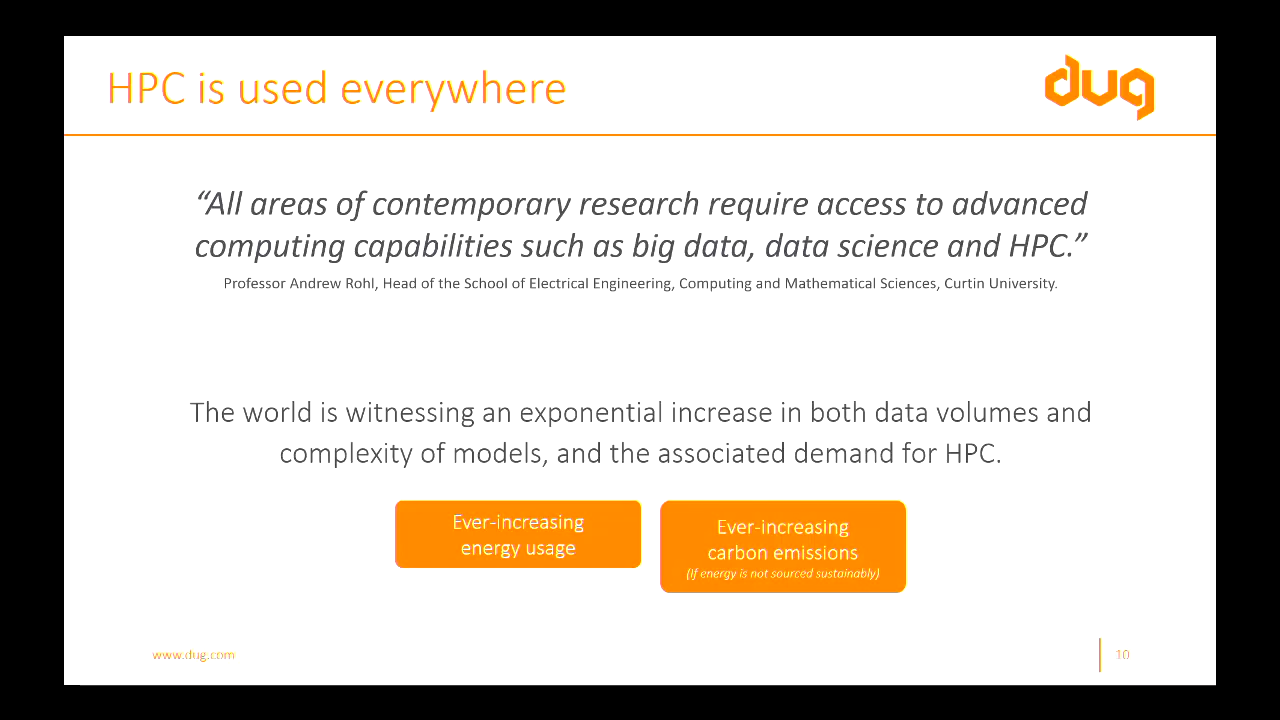 HPC is used everywhere
dug
“All areas of contemporary research require access to advanced
computing capabilities such as big data, data science and HPC.”
Professor Andrew Rohl, Head of the School of Electrical Engineering, Computing and Mathematical Sciences, Curtin University.
The world is witnessing an exponential increase in both data volumes and
complexity of models, and the associated demand for HPC.
Ever-increasing
energy usage
Ever-increasing
carbon emissions
(If energy is not sourced sustainably)
www.dug.com
10